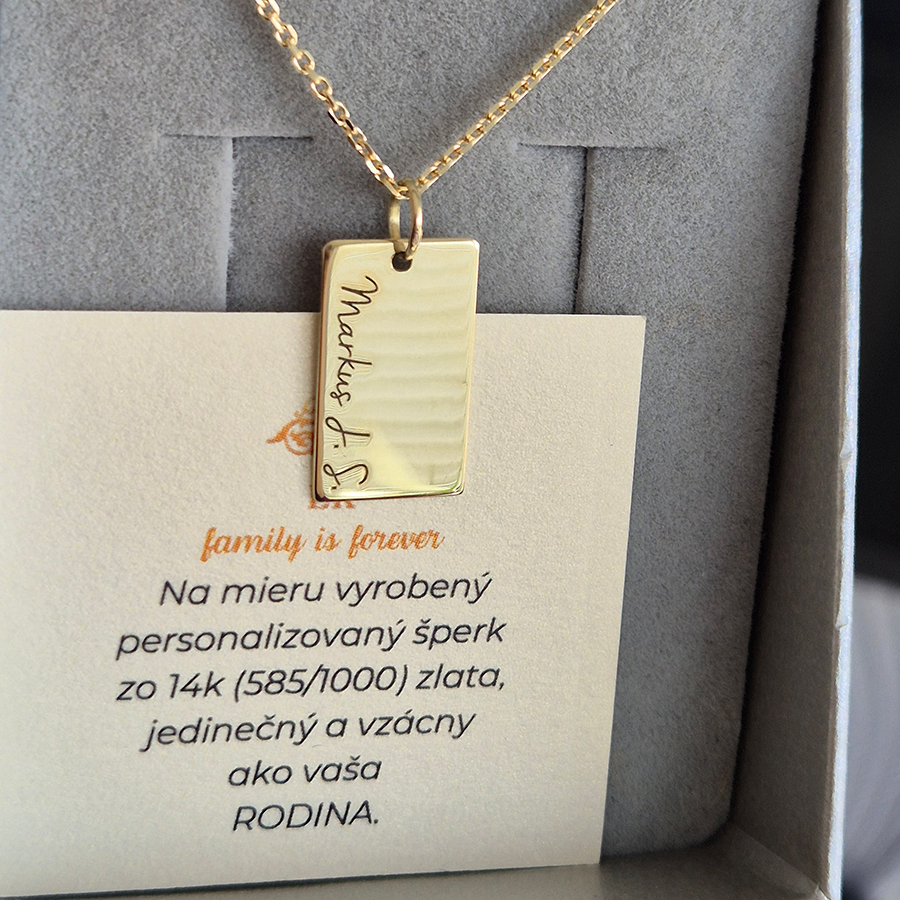 Markus J. S.
family is forever
Na mieru vyrobený
personalizovaný šperk
zo 14k (585/1000) zlata,
jedinečný a vzácny
ako vaša
RODINA.